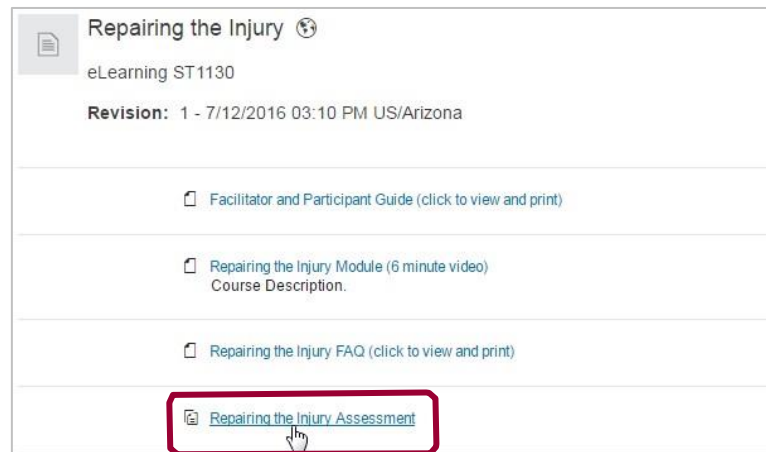 Repairing the Injury
eLearning ST1130
Revision: 1 - 7/12/2016 03:10 PM US/Arizona
Facilitator and Participant Guide (click to view and print)
Repairing the Injury Module (6 minute video)
Course Description.
Repairing the Injury FAQ (click to view and print)
Repairing the Injury Assessment